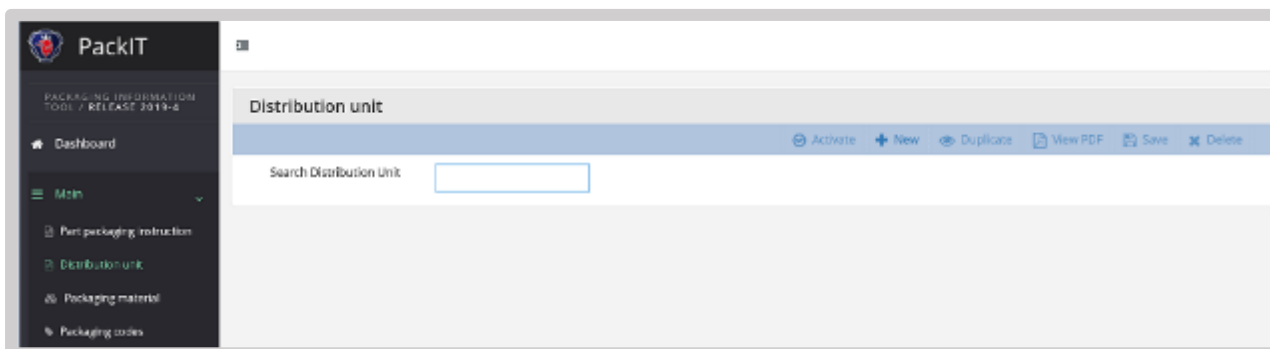 PackIT
PACKAGING INFORMATION
TOOL / RELEASE 2019-4
Dashboard
Main
Part packaging instruction
Distribution unit
Packaging material
Packaging codes
Distribution unit
Activate New Duplicate View PDF Save Delete
Search Distribution Unit